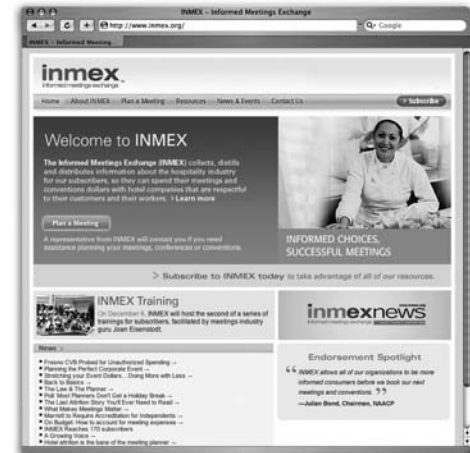 INMEX – Informed Meetings Exchange
http://www.inmex.org/
Google
INMEX – Informed Meeting...
inmex
informed meetings exchange
Home About INMEX Plan a Meeting Resources News & Events Contact Us
> Subscribe
Welcome to INMEX
The Informed Meetings Exchange (INMEX) collects, distills
and distributes information about the hospitality industry
for our subscribers, so they can spend their meetings and
conventions dollars with hotel companies that are respectful
to their customers and their workers. > Learn more
Plan a Meeting
A representative from INMEX will contact you if you need
assistance planning your meetings, conferences or conventions.
INFORMED CHOICES,
SUCCESSFUL MEETINGS
> Subscribe to INMEX today to take advantage of all of our resources.
INMEX Training
On December 6, INMEX will host the second of a series of
trainings for subscribers, facilitated by meetings industry
guru Joan Eisenstodt.
inmexnews
informed meetings exchange
News >
Fresno CVB Probed for Unauthorized Spending →
Planning the Perfect Corporate Event →
Stretching your Event Dollars... Doing More with Less →
Back to Basics →
The Law & The Planner →
Poll: Most Planners Don't Get a Holiday Break →
The Last Attrition Story You'll Ever Need to Read! →
What Makes Meetings Matter →
Marriott to Require Accreditation for Independents →
On Budget: How to account for meeting expenses →
INMEX Reaches 170 subscribers
A Growing Voice →
Hotel attrition is the bane of the meeting planner →
Endorsement Spotlight
“ INMEX allows all of our organizations to be more
informed consumers before we book our next
meetings and conventions. ”
—Julian Bond, Chairman, NAACP